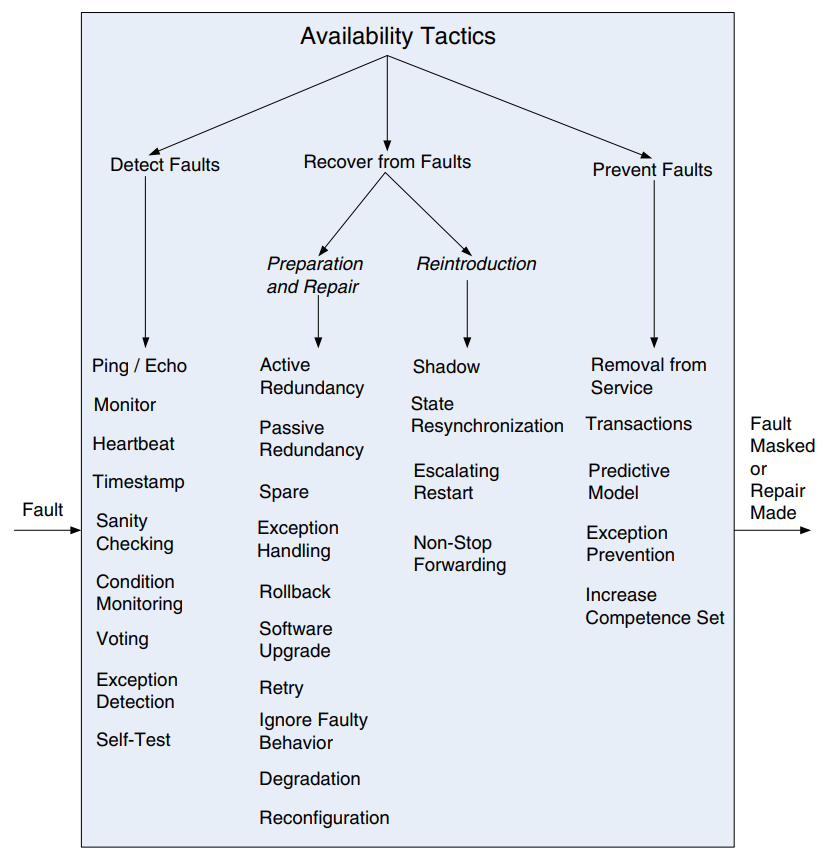 Availability Tactics
Detect Faults
Recover from Faults
Prevent Faults
Preparation
and Repair
Reintroduction
Ping / Echo
Monitor
Heartbeat
Timestamp
Sanity
Checking
Condition
Monitoring
Voting
Exception
Detection
Self-Test
Active
Redundancy
Passive
Redundancy
Spare
Exception
Handling
Rollback
Software
Upgrade
Retry
Ignore Faulty
Behavior
Degradation
Reconfiguration
Shadow
State
Resynchronization
Escalating
Restart
Non-Stop
Forwarding
Removal from
Service
Transactions
Predictive
Model
Exception
Prevention
Increase
Competence Set
Fault
Fault
Masked
or
Repair
Made